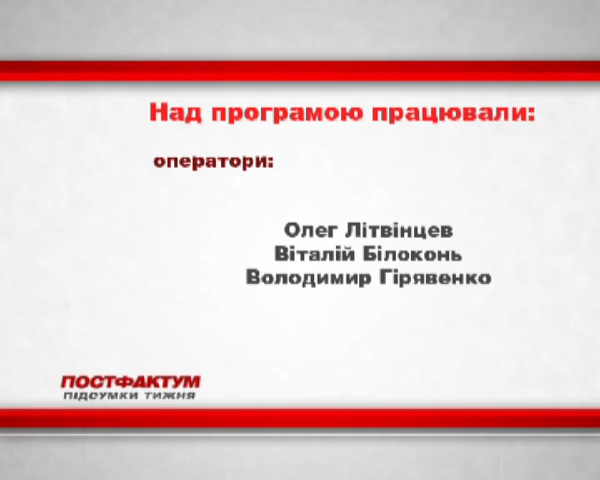 Над програмою працювали:
оператори:
Олег Літвінцев
Віталій Білоконь
Володимир Гірявенко
ПОСТФАКТУМ
ПІДСУМКИ ТИЖНЯ